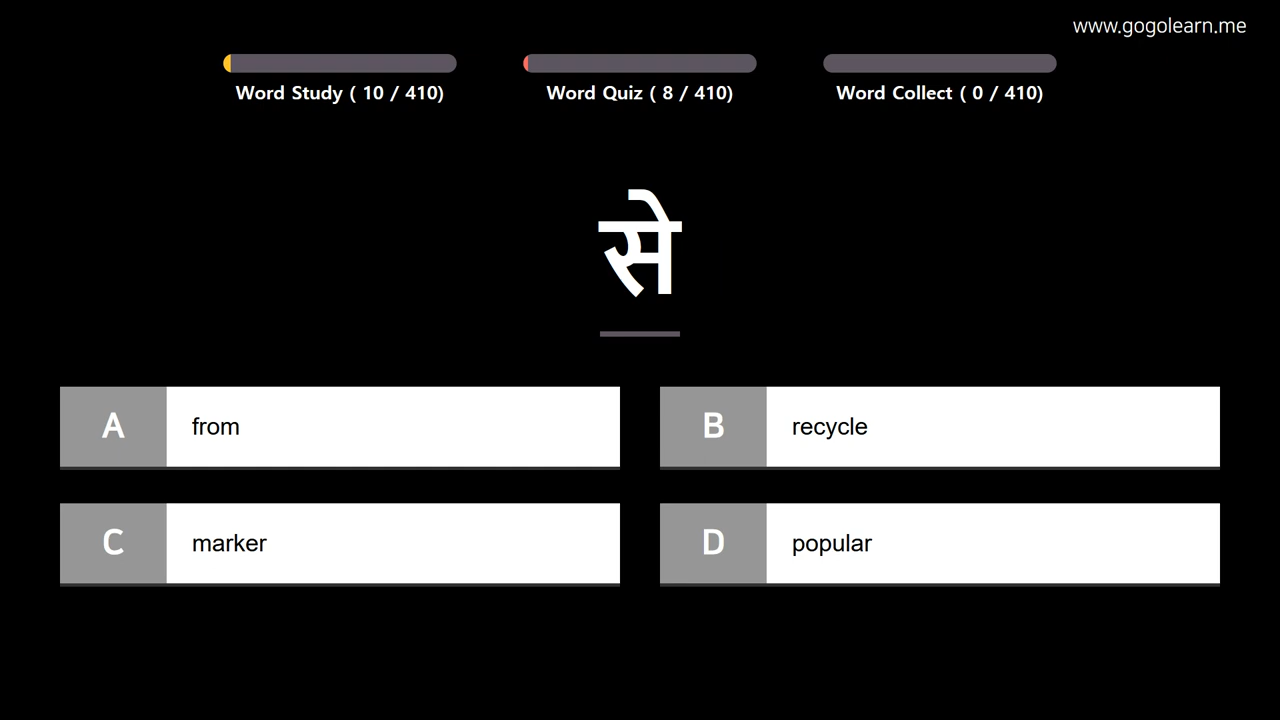 www.gogolearn.me
Word Study ( 10 / 410)
Word Quiz ( 8 / 410)
Word Collect ( 0 / 410)
से
A from
B recycle
C marker
D popular